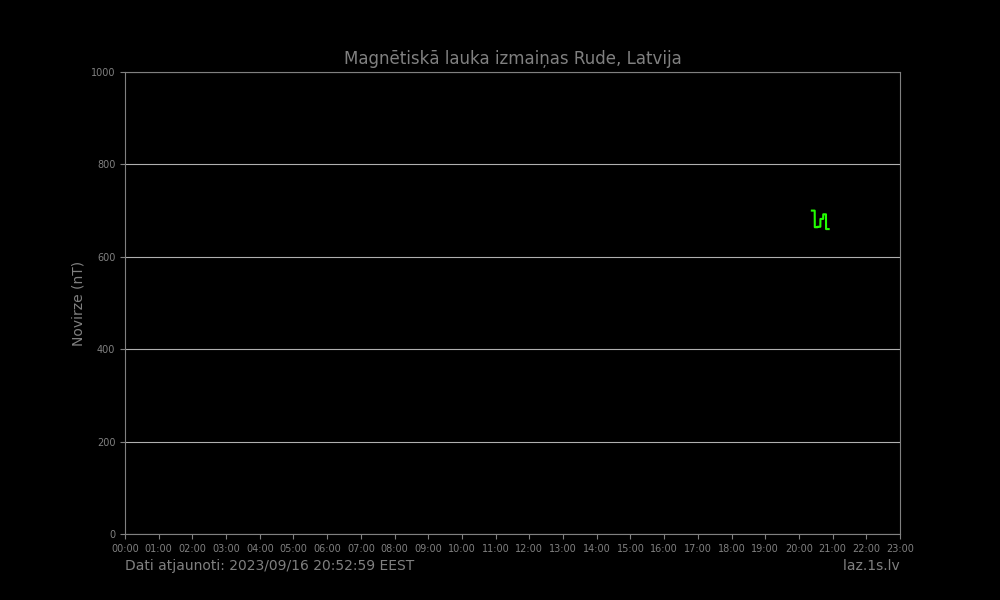 Magnētiskā lauka izmaiņas Rude, Latvija
1000
800
600
400
200
0
Novirze (nT)
00:00 01:00 02:00 03:00 04:00 05:00 06:00 07:00 08:00 09:00 10:00 11:00 12:00 13:00 14:00 15:00 16:00 17:00 18:00 19:00 20:00 21:00 22:00 23:00
Dati atjaunoti: 2023/09/16 20:52:59 EEST laz.1s.lv